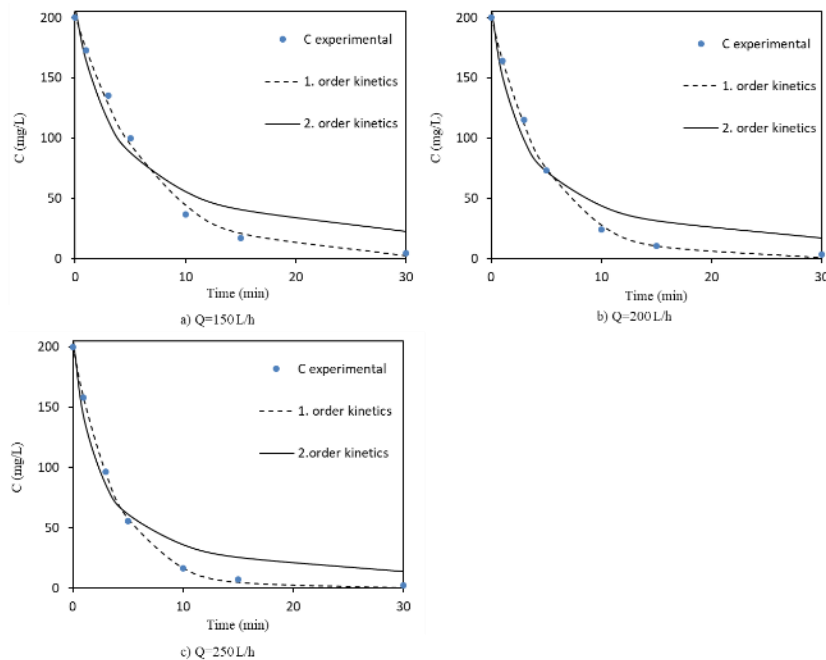 200
150
100
50
0
C (mg/L)
C experimental
1. order kinetics
2. order kinetics
0 10 20 30
Time (min)
a) Q=150 L/h
200
150
100
50
0
C (mg/L)
C experimental
1. order kinetics
2. order kinetics
0 10 20 30
Time (min)
b) Q=200 L/h
200
150
100
50
0
C (mg/L)
C experimental
1. order kinetics
2.order kinetics
0 10 20 30
Time (min)
c) Q=250 L/h